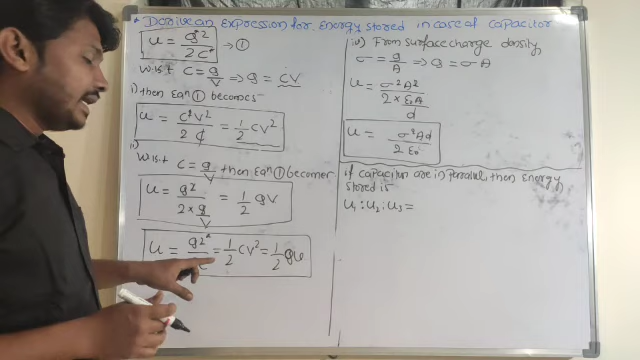 * Derive an Expression for Energy stored in case of Capacitor
U = q²/2C → ①
W.k.t C = q/V ⇒ q = CV
i) then Eqn ① becomes
U = C²V²/2C = 1/2 CV²
ii)
W.k.t C = q/V then Eqn ① becomes
U = q²/(2 × q/V) = 1/2 qV
U = q²/ C = 1/2 CV² = 1/2 qV
iii) From surface charge density,
σ = q/A ⇒ q = σA
U = σ²A²/(2 × ε₀A/d)
U = σ²Ad/2ε₀
if capacitor are in parallel, then Energy
stored is
U₁ : U₂ : U₃ =